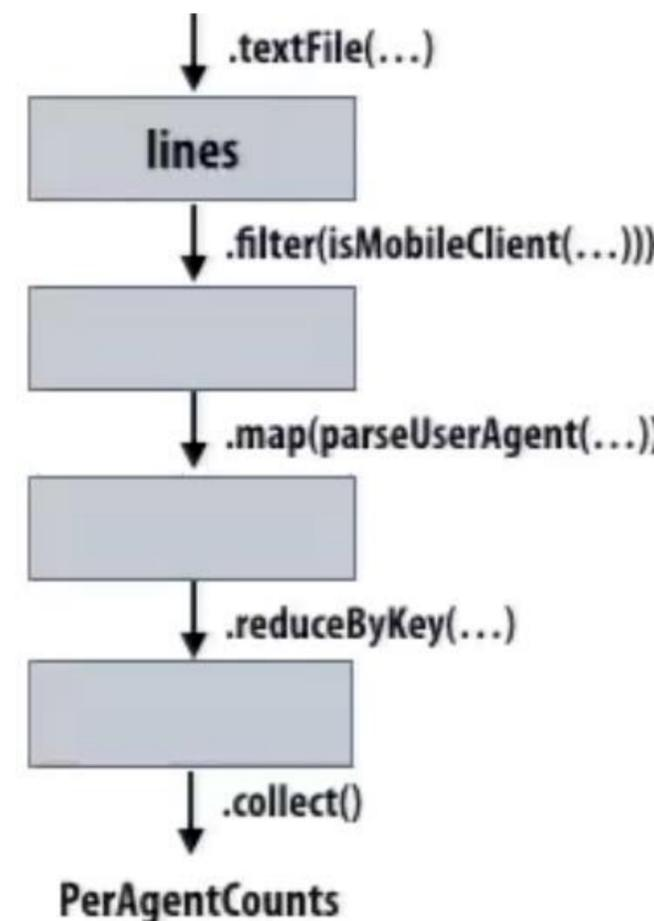 .textFile(...)
lines
.filter(isMobileClient(...)))
.map(parseUserAgent(...))
.reduceByKey(...)
.collect()
PerAgentCounts